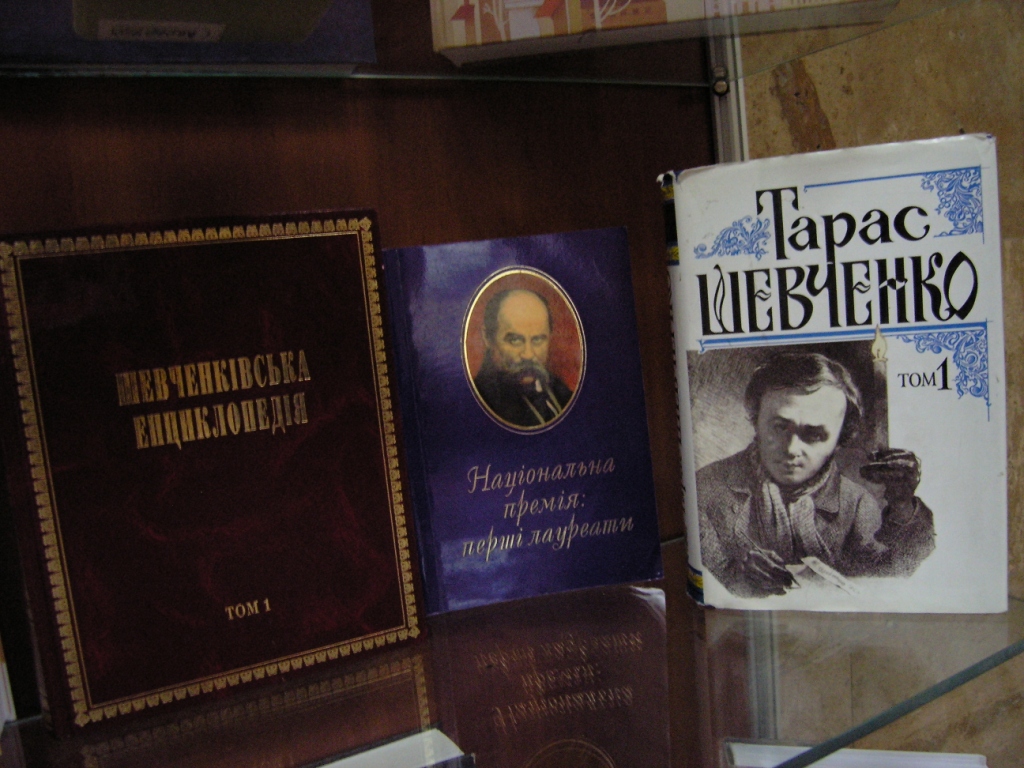 ШЕВЧЕНКІВСЬКА
ЕНЦИКЛОПЕДІЯ
ТОМ 1
Національна
премія:
перші лауреати
Тарас
ШЕВЧЕНКО
ТОМ 1